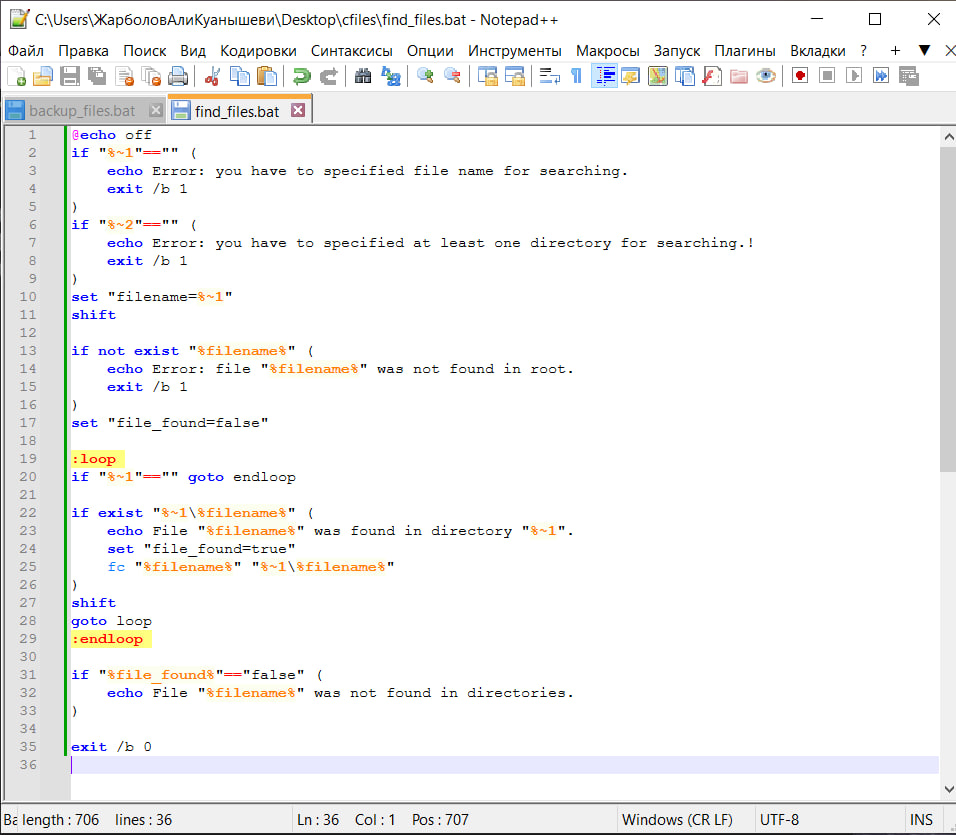 C:\Users\ЖарболовАлиКуанышеви\Desktop\cfiles\find_files.bat - Notepad++
Файл Правка Поиск Вид Кодировки Синтаксисы Опции Инструменты Макросы Запуск Плагины Вкладки ? + ▼ X
backup_files.bat find_files.bat
1 @echo off
2 if "%~1"=="" (
3     echo Error: you have to specified file name for searching.
4     exit /b 1
5 )
6 if "%~2"=="" (
7     echo Error: you have to specified at least one directory for searching.!
8     exit /b 1
9 )
10 set "filename=%~1"
11 shift
12
13 if not exist "%filename%" (
14     echo Error: file "%filename%" was not found in root.
15     exit /b 1
16 )
17 set "file_found=false"
18
19 :loop
20 if "%~1"=="" goto endloop
21
22 if exist "%~1\%filename%" (
23     echo File "%filename%" was found in directory "%~1".
24     set "file_found=true"
25     fc "%filename%" "%~1\%filename%"
26 )
27 shift
28 goto loop
29 :endloop
30
31 if "%file_found%"=="false" (
32     echo File "%filename%" was not found in directories.
33 )
34
35 exit /b 0
36
Ba length : 706 lines : 36 Ln : 36 Col : 1 Pos : 707 Windows (CR LF) UTF-8 INS